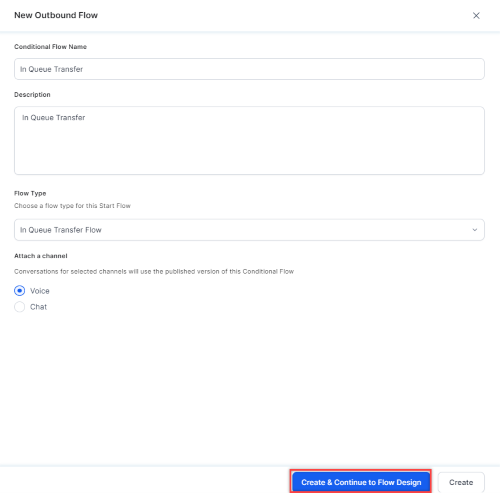 New Outbound Flow
Conditional Flow Name
In Queue Transfer
Description
In Queue Transfer
Flow Type
Choose a flow type for this Start Flow
In Queue Transfer Flow
Attach a channel
Conversations for selected channels will use the published version of this Conditional Flow
Voice
Chat
Create & Continue to Flow Design
Create